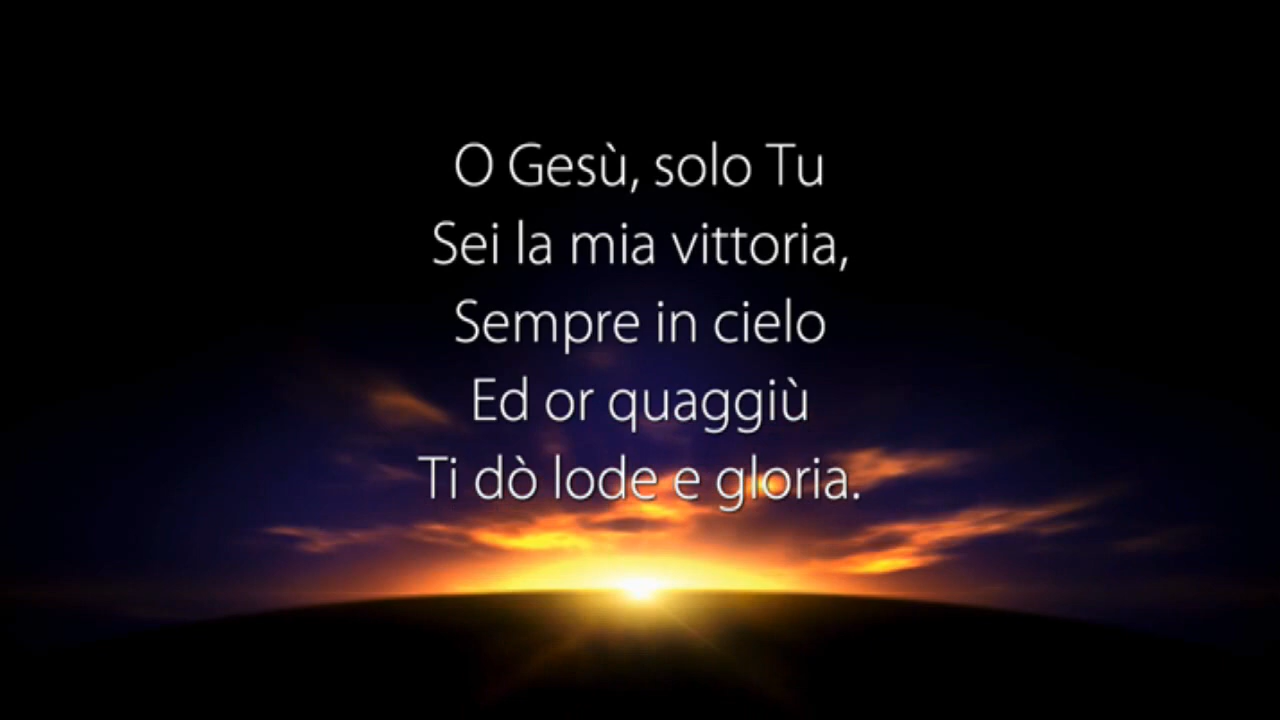 O Gesù, solo Tu
Sei la mia vittoria,
Sempre in cielo
Ed or quaggiù
Ti dò lode e gloria.